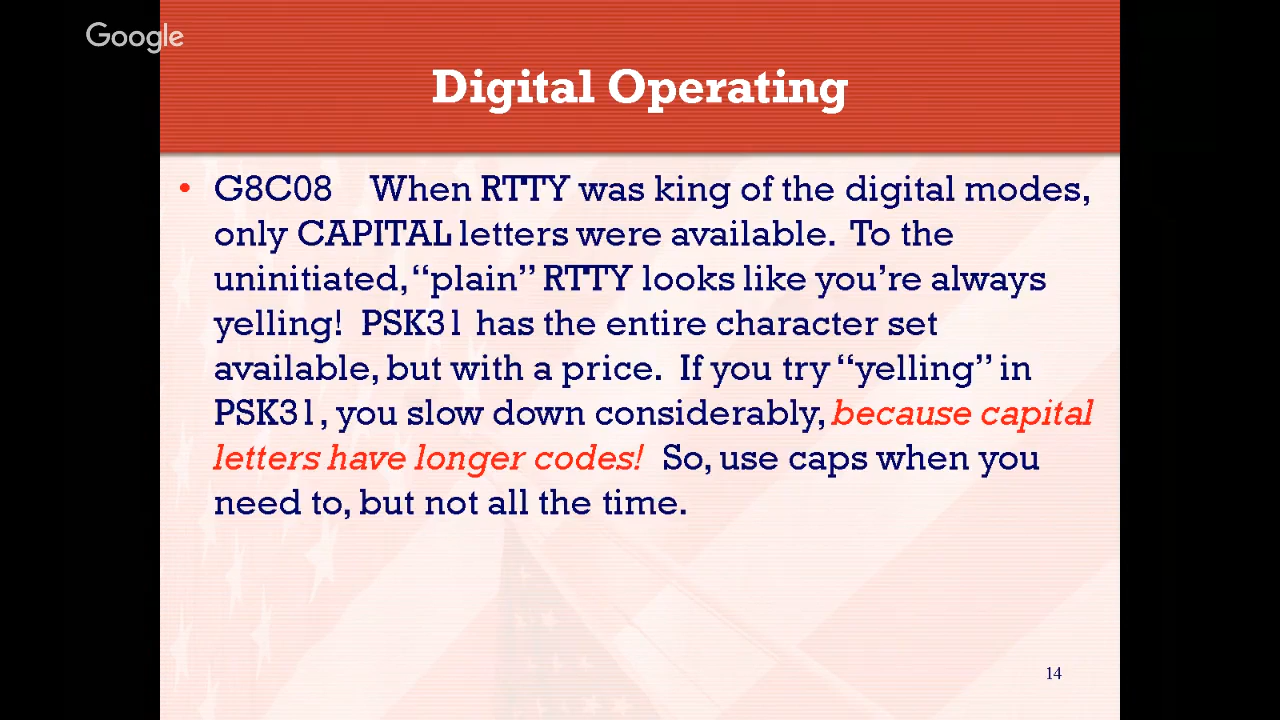 Google
Digital Operating
• G8C08 When RTTY was king of the digital modes,
only CAPITAL letters were available. To the
uninitiated, “plain” RTTY looks like you’re always
yelling! PSK31 has the entire character set
available, but with a price. If you try “yelling” in
PSK31, you slow down considerably, because capital
letters have longer codes! So, use caps when you
need to, but not all the time.
14